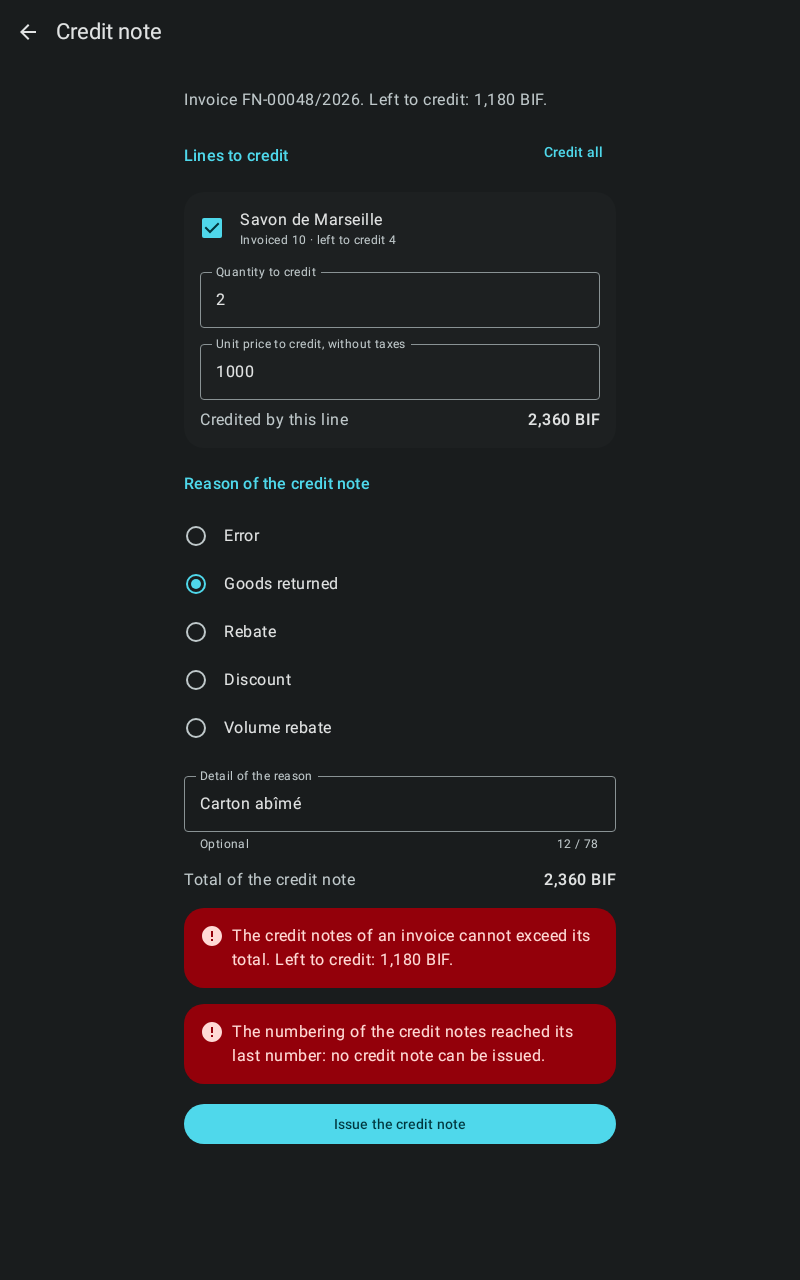 Credit note
Invoice FN-00048/2026. Left to credit: 1,180 BIF.
Lines to credit
Credit all
Savon de Marseille
Invoiced 10 · left to credit 4
Quantity to credit
2
Unit price to credit, without taxes
1000
Credited by this line
2,360 BIF
Reason of the credit note
Error
Goods returned
Rebate
Discount
Volume rebate
Detail of the reason
Carton abîmé
Optional
12 / 78
Total of the credit note
2,360 BIF
The credit notes of an invoice cannot exceed its
total. Left to credit: 1,180 BIF.
The numbering of the credit notes reached its
last number: no credit note can be issued.
Issue the credit note